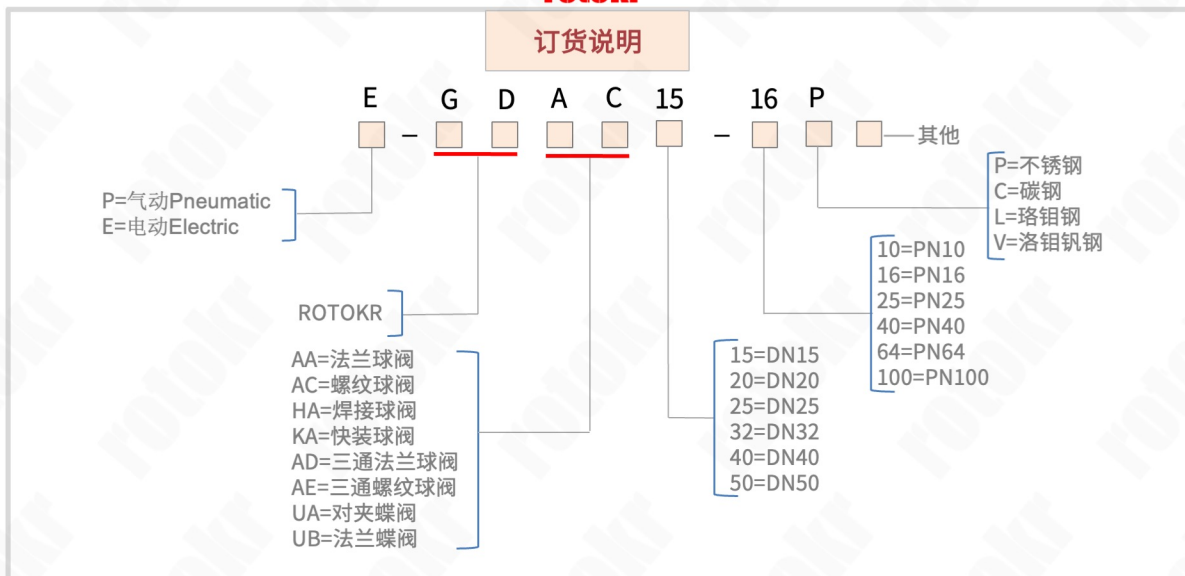 rotokr
订货说明
E G D A C 15 16 P
– –
其他
P=不锈钢
C=碳钢
L=珞钼钢
V=洛钼钒钢
P=气动Pneumatic
E=电动Electric
10=PN10
16=PN16
25=PN25
40=PN40
64=PN64
100=PN100
ROTOKR
AA=法兰球阀
AC=螺纹球阀
HA=焊接球阀
KA=快装球阀
AD=三通法兰球阀
AE=三通螺纹球阀
UA=对夹蝶阀
UB=法兰蝶阀
15=DN15
20=DN20
25=DN25
32=DN32
40=DN40
50=DN50